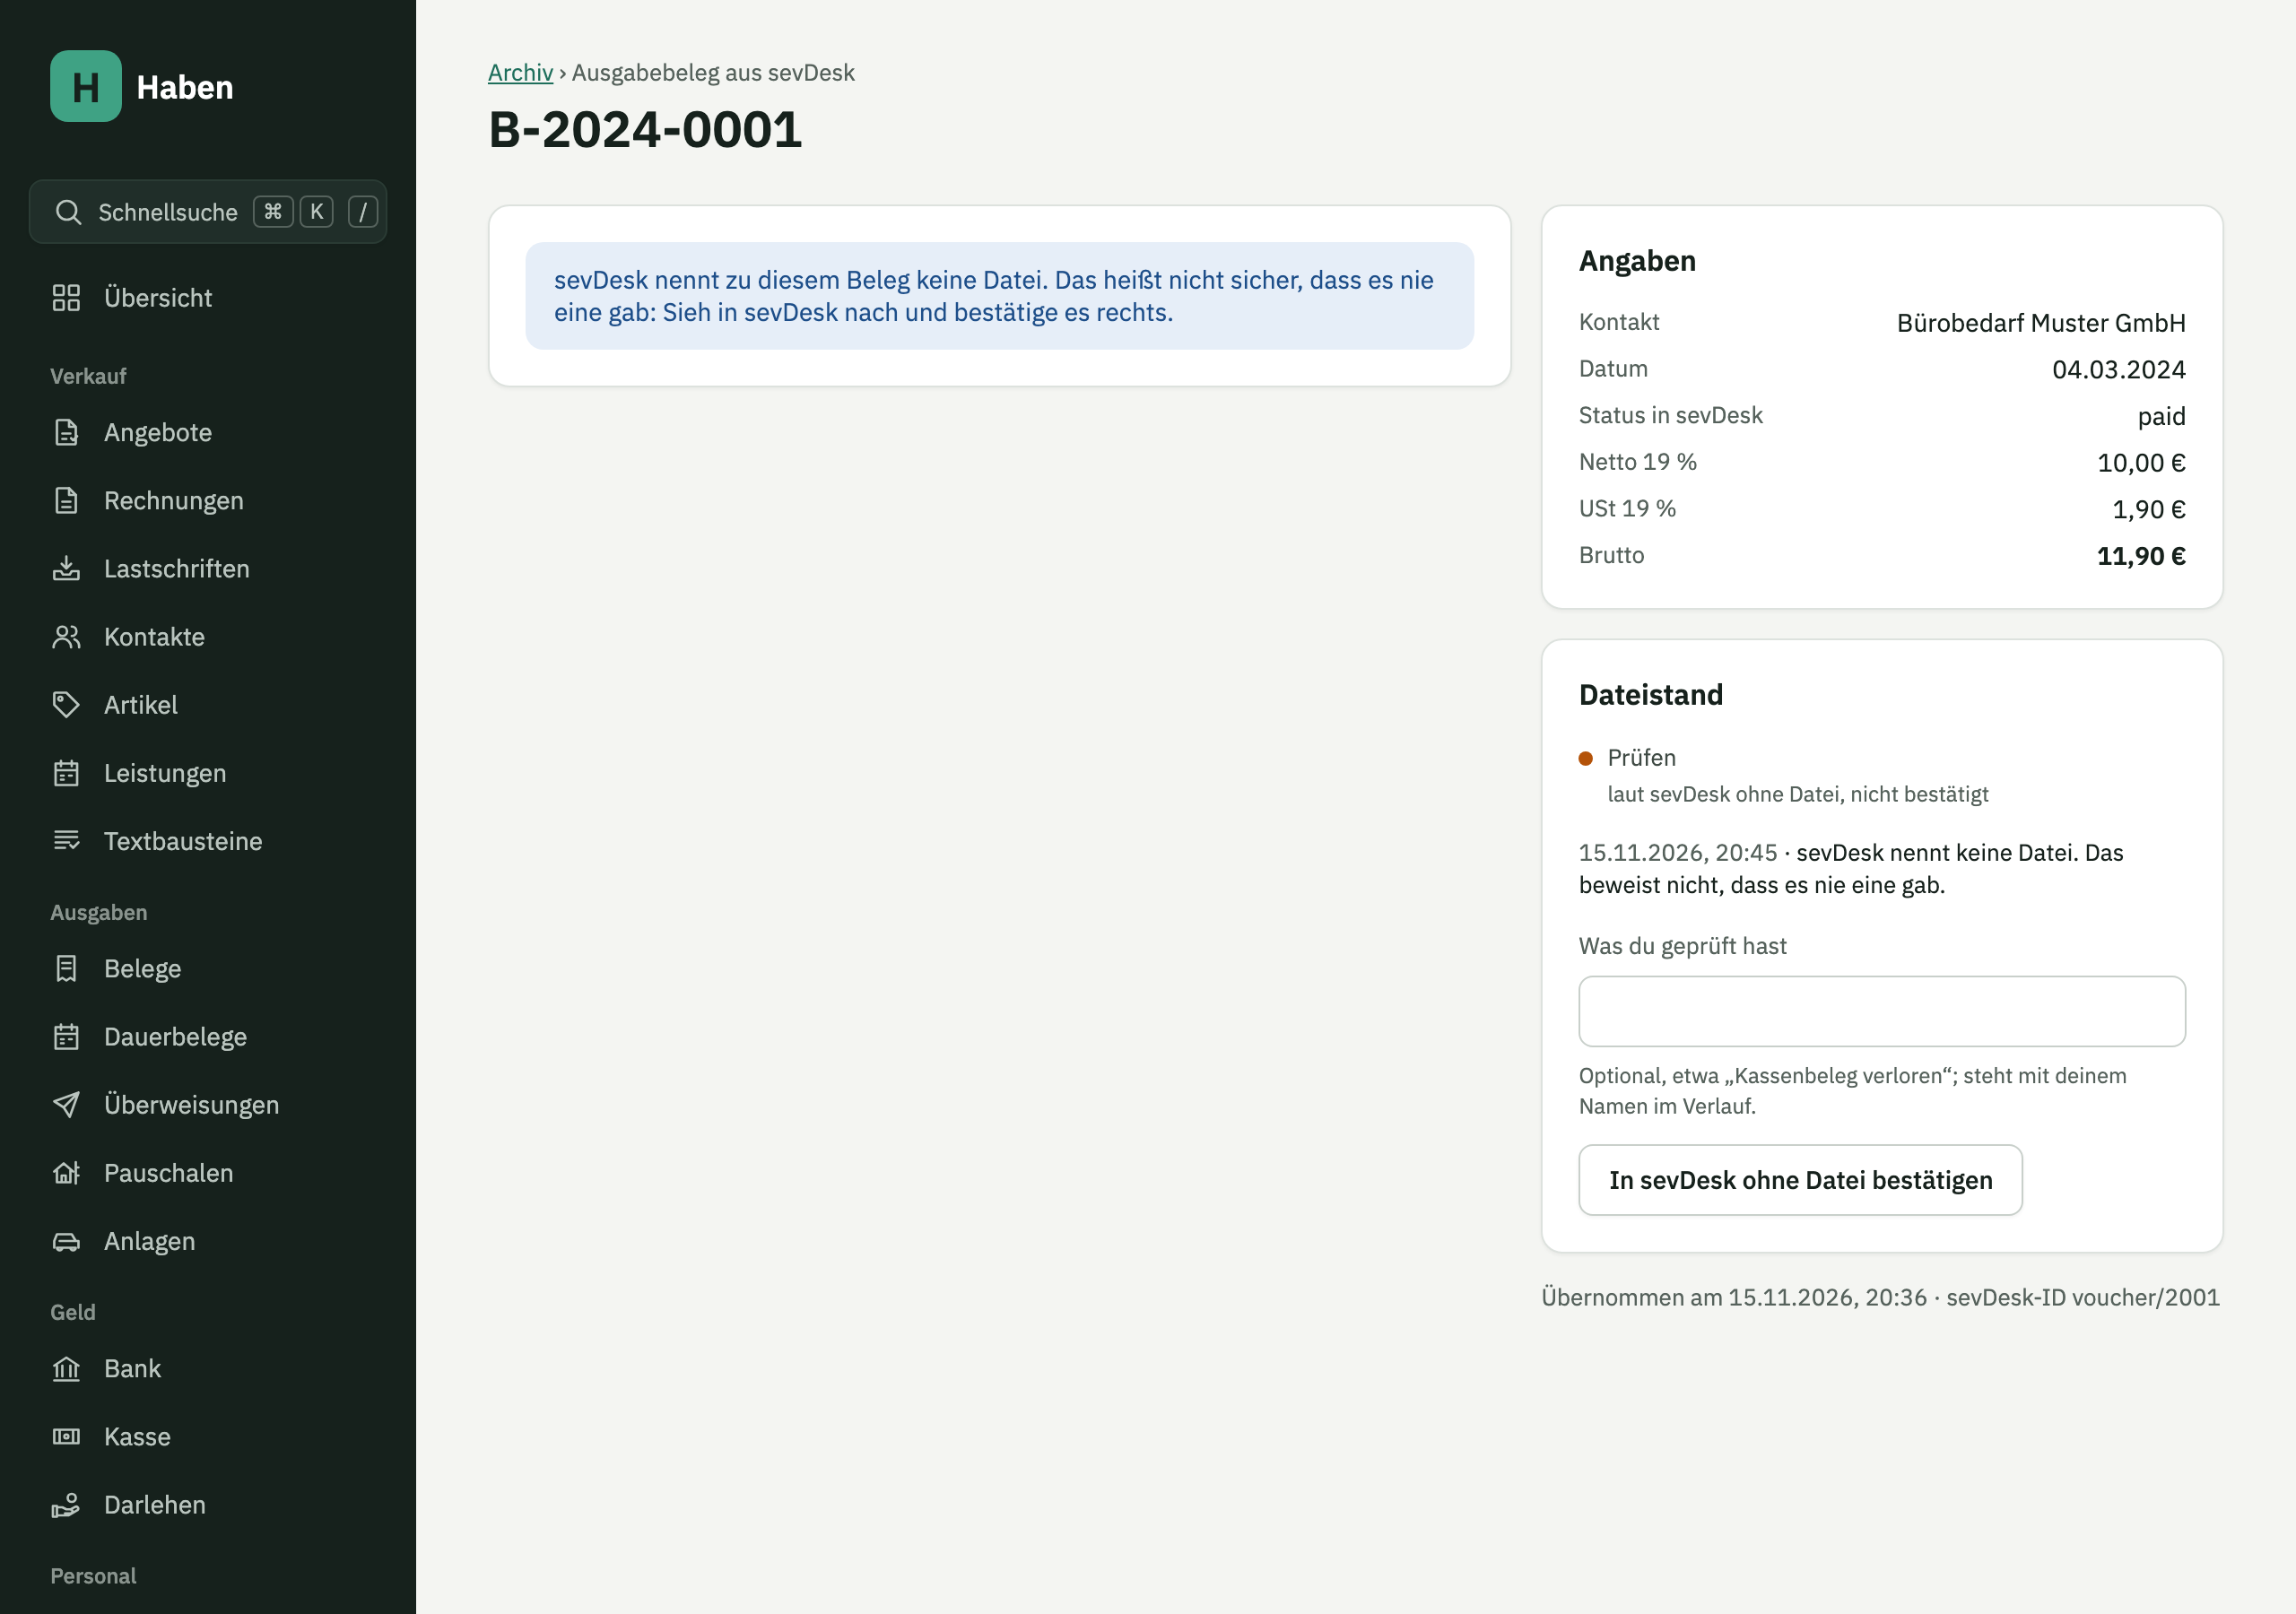 H Haben
Schnellsuche ⌘ K /
Übersicht
Verkauf
Angebote
Rechnungen
Lastschriften
Kontakte
Artikel
Leistungen
Textbausteine
Ausgaben
Belege
Dauerbelege
Überweisungen
Pauschalen
Anlagen
Geld
Bank
Kasse
Darlehen
Personal
Archiv › Ausgabebeleg aus sevDesk
B-2024-0001
sevDesk nennt zu diesem Beleg keine Datei. Das heißt nicht sicher, dass es nie
eine gab: Sieh in sevDesk nach und bestätige es rechts.
Angaben
Kontakt Bürobedarf Muster GmbH
Datum 04.03.2024
Status in sevDesk paid
Netto 19 % 10,00 €
USt 19 % 1,90 €
Brutto 11,90 €
Dateistand
Prüfen
laut sevDesk ohne Datei, nicht bestätigt
15.11.2026, 20:45 · sevDesk nennt keine Datei. Das
beweist nicht, dass es nie eine gab.
Was du geprüft hast
Optional, etwa „Kassenbeleg verloren“; steht mit deinem
Namen im Verlauf.
In sevDesk ohne Datei bestätigen
Übernommen am 15.11.2026, 20:36 · sevDesk-ID voucher/2001